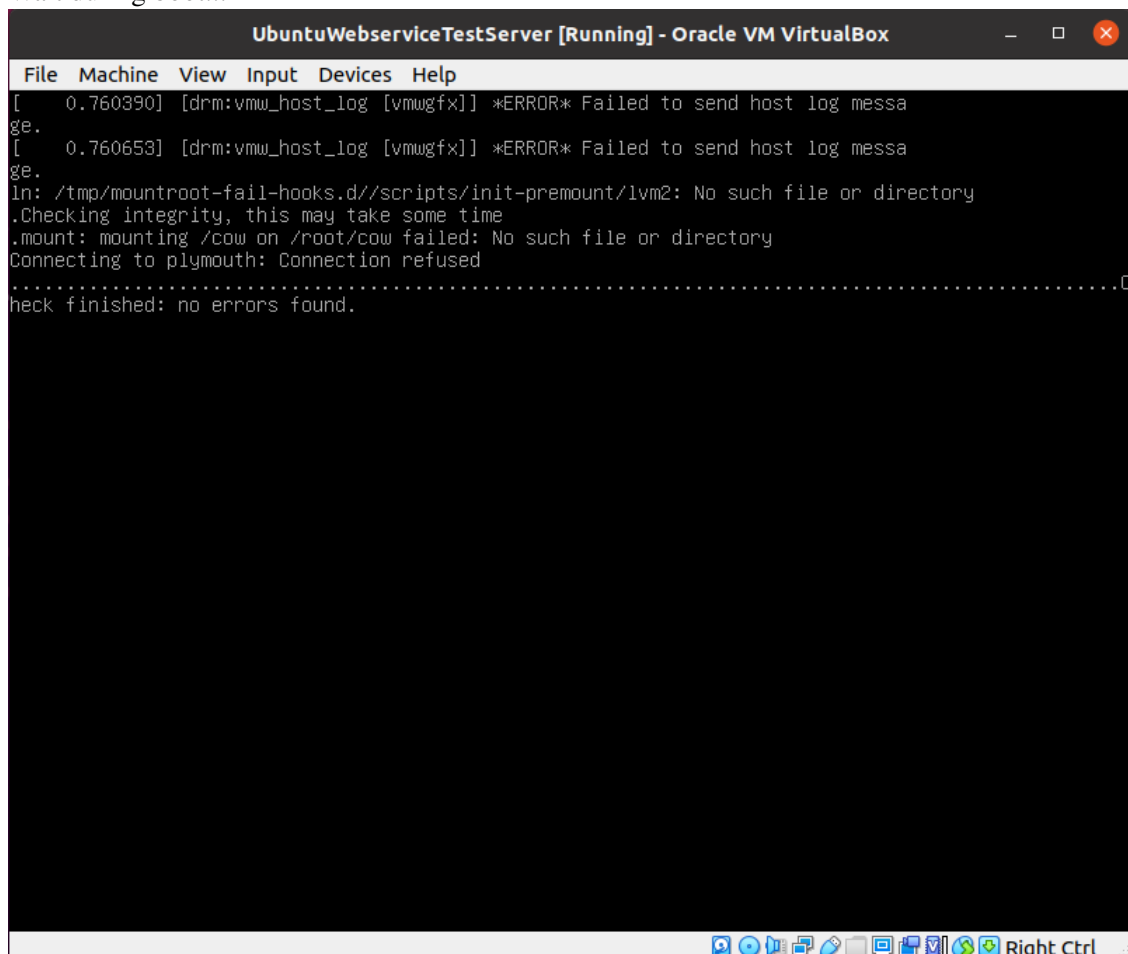 UbuntuWebserviceTestServer [Running] - Oracle VM VirtualBox
File Machine View Input Devices Help
[    0.760390] [drm:vmw_host_log [vmwgfx]] *ERROR* Failed to send host log messa
ge.
[    0.760653] [drm:vmw_host_log [vmwgfx]] *ERROR* Failed to send host log messa
ge.
ln: /tmp/mountroot-fail-hooks.d//scripts/init-premount/lvm2: No such file or directory
.Checking integrity, this may take some time
.mount: mounting /cow on /root/cow failed: No such file or directory
Connecting to plymouth: Connection refused
....................................................................................................C
heck finished: no errors found.
Right Ctrl